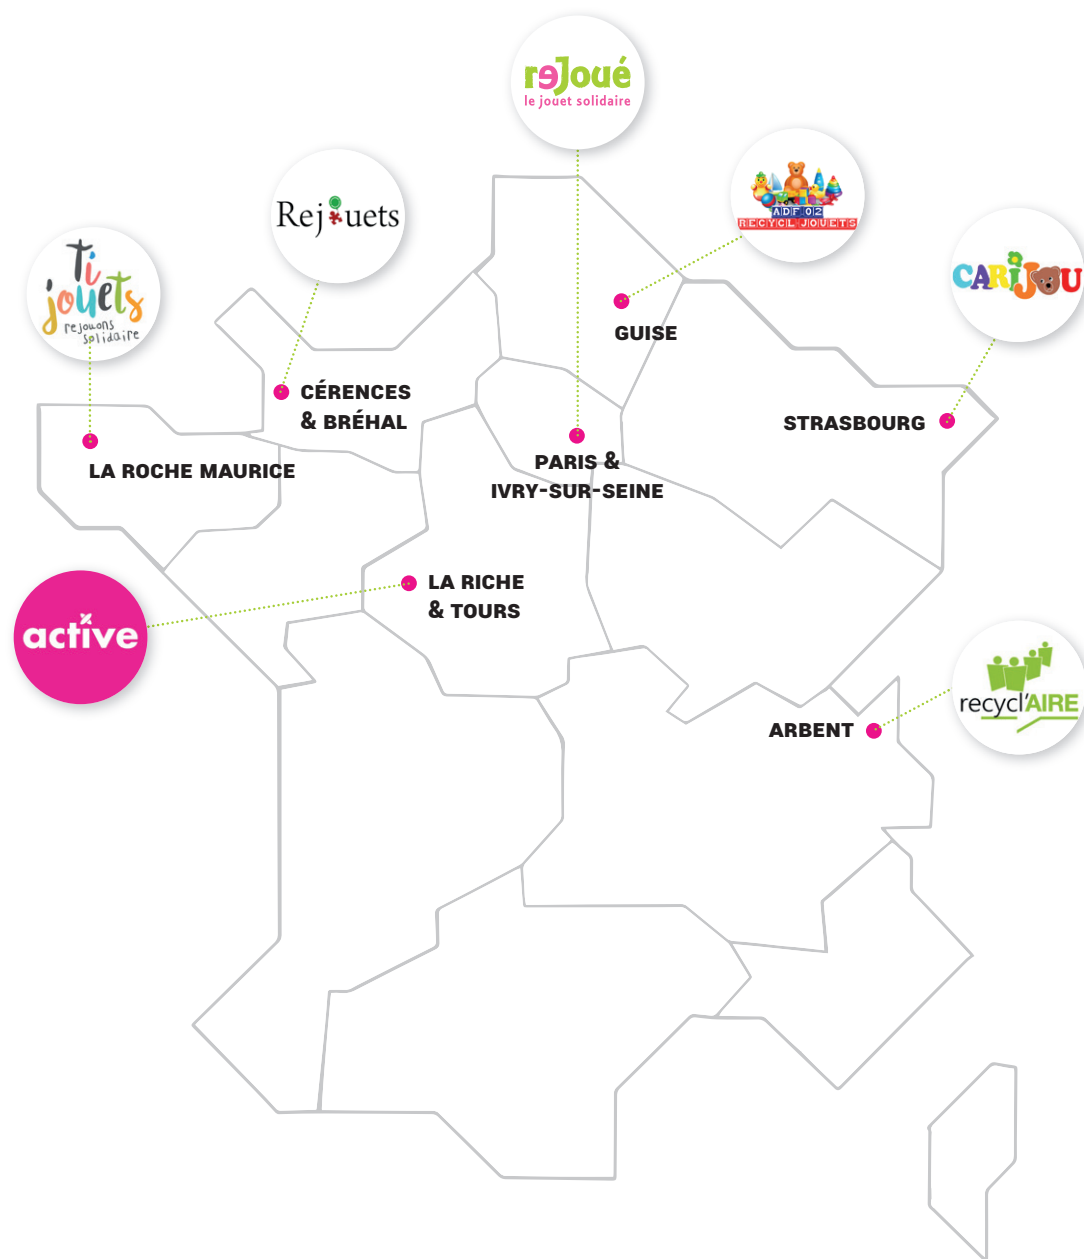 reJoué
le jouet solidaire
ADF.02
RECYCL JOUETS
Rejouets
CARIJOU
Ti
jouets
rejouons
solidaire
GUISE
CÉRENCES
& BRÉHAL
STRASBOURG
PARIS &
IVRY-SUR-SEINE
LA ROCHE MAURICE
LA RICHE
& TOURS
active
recycl'AIRE
ARBENT